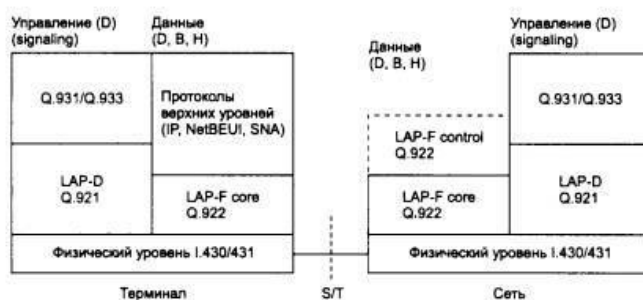 Управление (D)
(signaling)
Данные
(D, B, H)
Q.931/Q.933
Протоколы
верхних уровней
(IP, NetBEUI, SNA)
LAP-D
Q.921
LAP-F core
Q.922
Физический уровень I.430/431
Терминал
S/T
Данные
(D, B, H)
Управление (D)
(signaling)
LAP-F control
Q.922
Q.931/Q.933
LAP-F core
Q.922
LAP-D
Q.921
Физический уровень I.430/431
Сеть